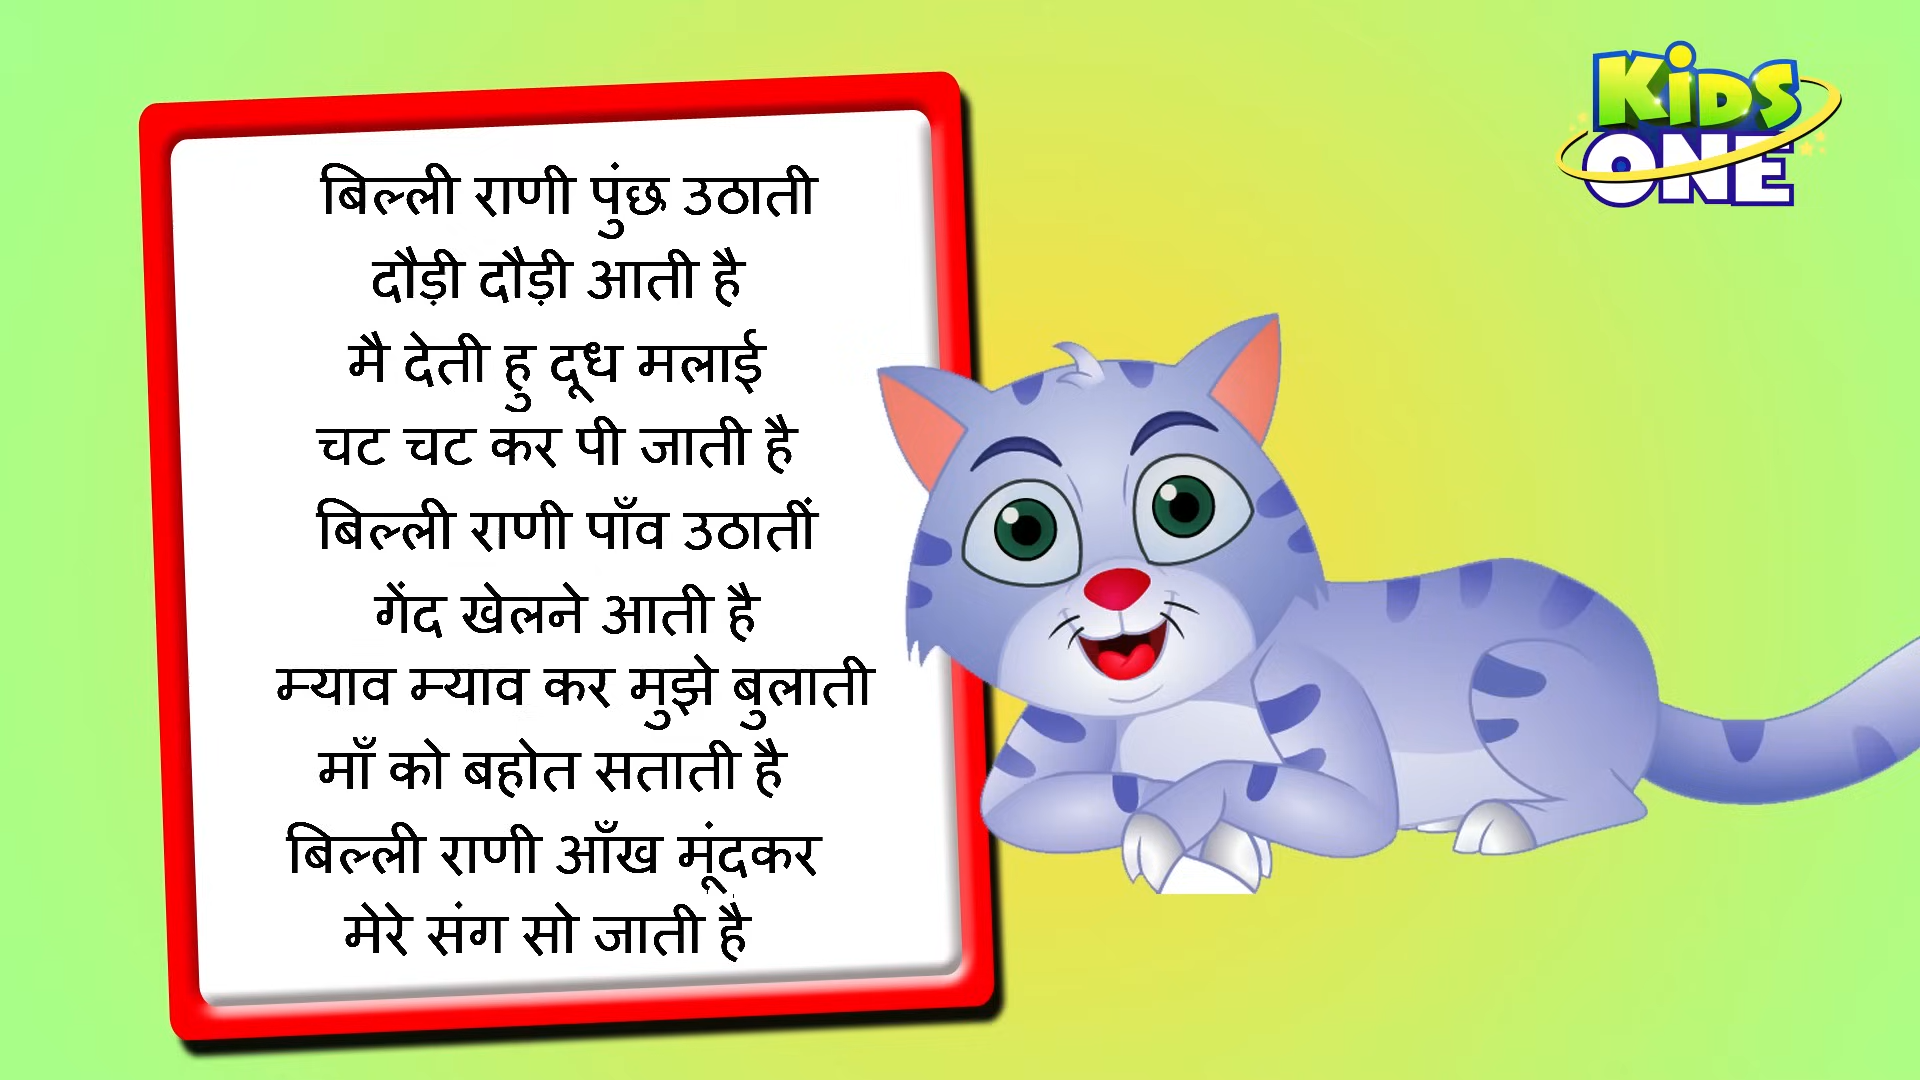 बिल्ली राणी पुंछ उठाती
दौड़ी दौड़ी आती है
मै देती हु दूध मलाई
चट चट कर पी जाती है
बिल्ली राणी पाँव उठातीं
गेंद खेलने आती है
म्याव म्याव कर मुझे बुलाती
माँ को बहोत सताती है
बिल्ली राणी आँख मूंदकर
मेरे संग सो जाती है
KiDS
ONE